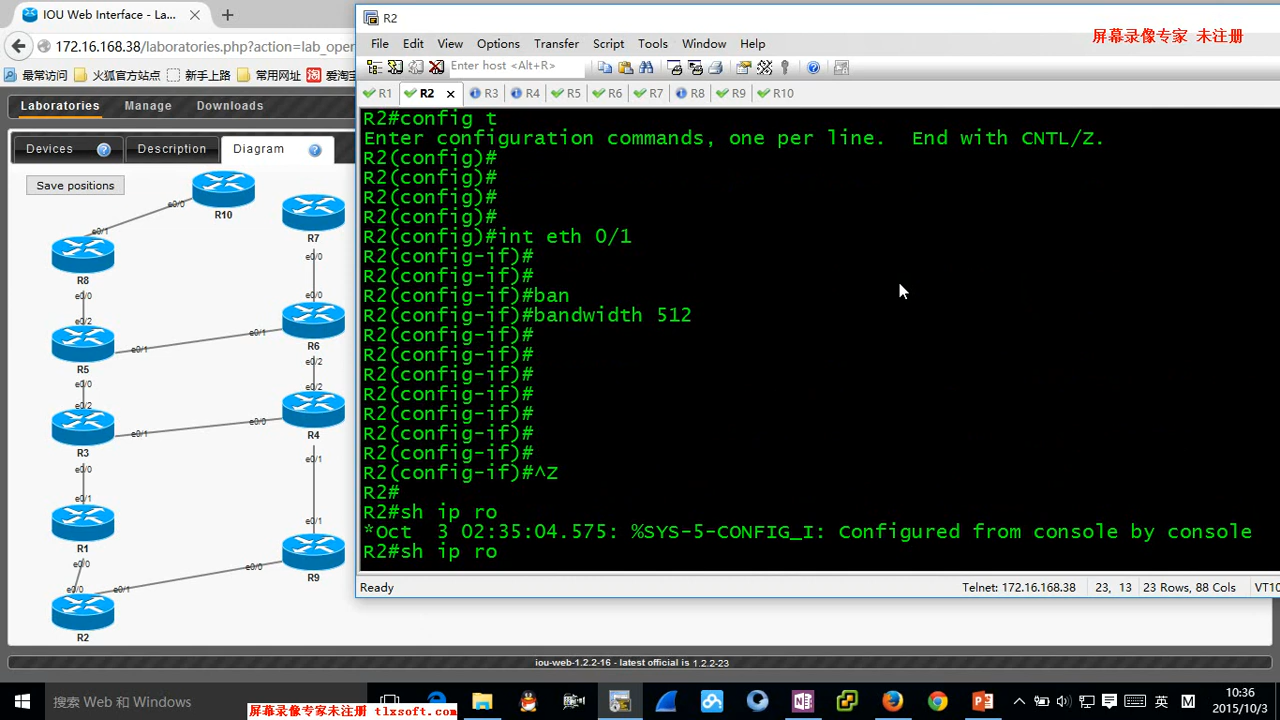 IOU Web Interface - La...
172.16.168.38/laboratories.php?action=lab_ope
最常访问 火狐官方站点 新手上路 常用网址 爱淘宝
Laboratories Manage Downloads
Devices Description Diagram
Save positions
R10
e0/0
e0/1
R8
e0/0
e0/2
R5
e0/1
e0/0
e0/2
R3
e0/1
e0/0
e0/1
R1
e0/0
e0/0
e0/1
R2
R7
e0/0
e0/0
e0/1
R6
e0/2
e0/2
e0/0
R4
e0/1
e0/1
e0/0
R9
R2
File Edit View Options Transfer Script Tools Window Help
Enter host <Alt+R>
R1 R2 R3 R4 R5 R6 R7 R8 R9 R10
R2#config t
Enter configuration commands, one per line. End with CNTL/Z.
R2(config)#
R2(config)#
R2(config)#
R2(config)#
R2(config)#int eth 0/1
R2(config-if)#
R2(config-if)#
R2(config-if)#ban
R2(config-if)#bandwidth 512
R2(config-if)#
R2(config-if)#
R2(config-if)#
R2(config-if)#
R2(config-if)#
R2(config-if)#
R2(config-if)#
R2(config-if)#^Z
R2#
R2#sh ip ro
*Oct 3 02:35:04.575: %SYS-5-CONFIG_I: Configured from console by console
R2#sh ip ro
Ready
Telnet: 172.16.168.38 23, 13 23 Rows, 88 Cols VT10
屏幕录像专家 未注册
iou-web-1.2.2-16 - latest official is 1.2.2-23
搜索 Web 和 Windows
屏幕录像专家未注册 tlxsoft.com
英
M
10:36
2015/10/3